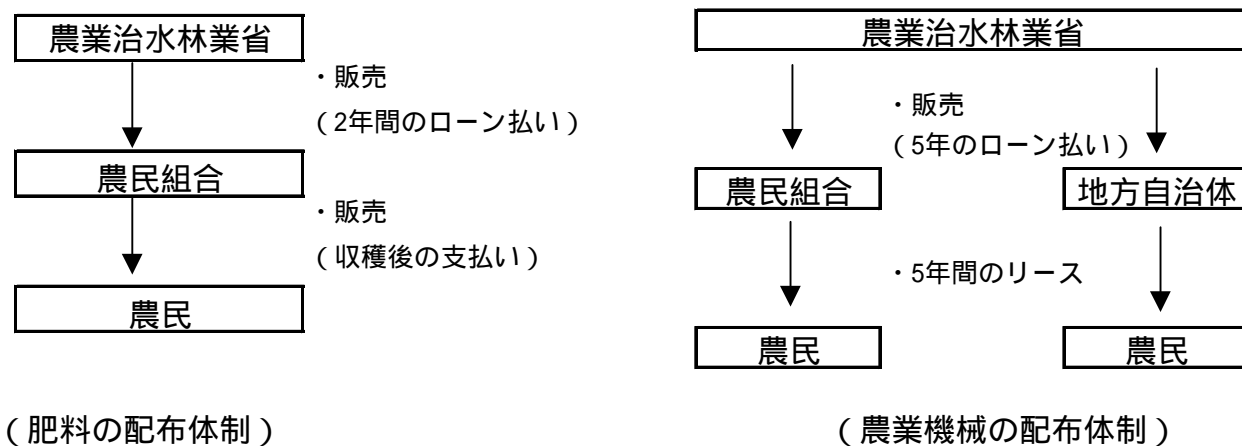 農業治水林業省
・販売
(2年間のローン払い)
農民組合
・販売
(収穫後の支払い)
農民
(肥料の配布体制)
農業治水林業省
・販売
(5年のローン払い)
農民組合
地方自治体
・5年間のリース
農民
農民
(農業機械の配布体制)